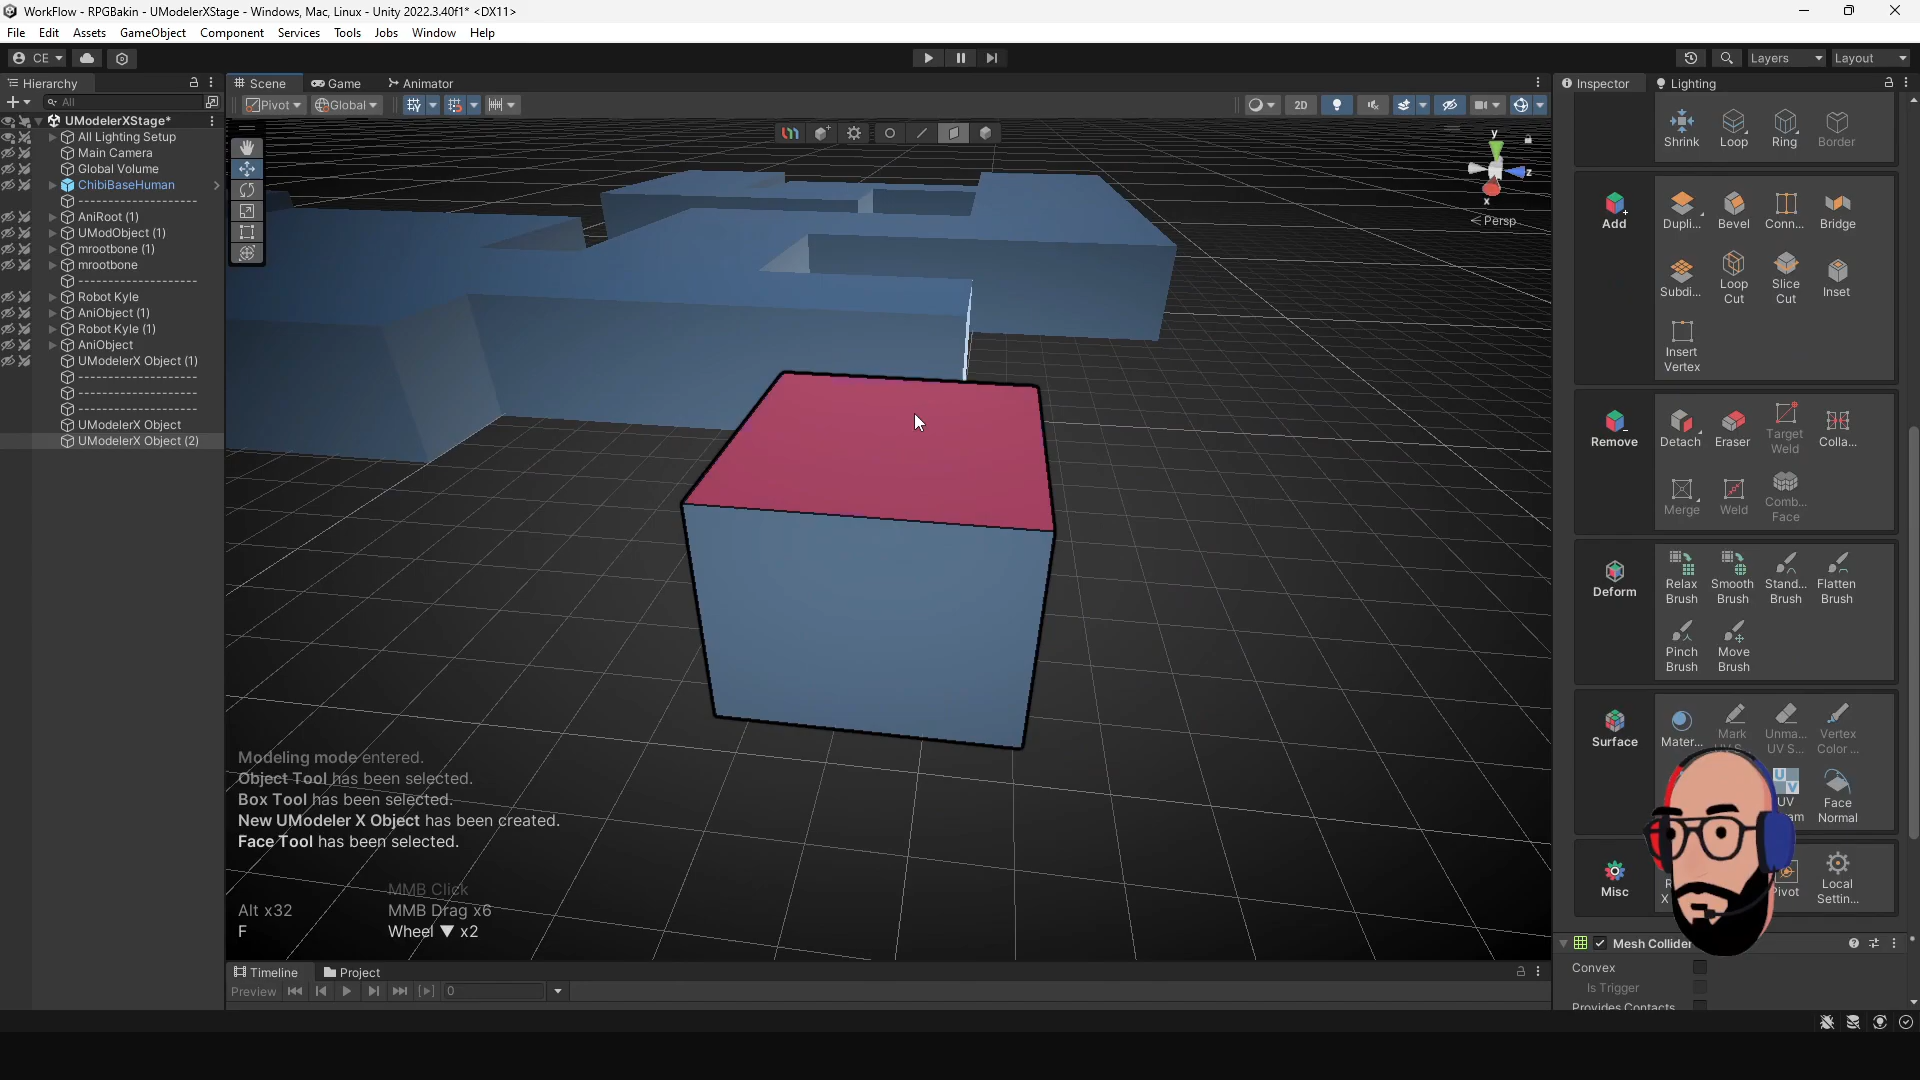 WorkFlow - RPGBakin - UModelerXStage - Windows, Mac, Linux - Unity 2022.3.40f1* <DX11>
File Edit Assets GameObject Component Services Tools Jobs Window Help
CE
Layers Layout
Hierarchy
All
UModelerXStage*
All Lighting Setup
Main Camera
Global Volume
ChibiBaseHuman
--------------------
AniRoot (1)
UModObject (1)
mrootbone (1)
mrootbone
--------------------
Robot Kyle
AniObject (1)
Robot Kyle (1)
AniObject
UModelerX Object (1)
--------------------
--------------------
--------------------
UModelerX Object
UModelerX Object (2)
Scene Game Animator
Pivot Global 2D
y
z
x
Persp
Modeling mode entered.
Object Tool has been selected.
Box Tool has been selected.
New UModeler X Object has been created.
Face Tool has been selected.
MMB Click
Alt x32 MMB Drag x6
F Wheel ▼ x2
Timeline Project
Preview 0
Inspector Lighting
Shrink Loop Ring Border
Add
Dupli... Bevel Conn... Bridge
Subdi... Loop Cut Slice Cut Inset
Insert Vertex
Remove
Detach Eraser Target Weld Colla...
Merge Weld Comb... Face
Deform
Relax Brush Smooth Brush Stand... Brush Flatten Brush
Pinch Brush Move Brush
Surface
Mater... Mark Unma... UV S... Vertex Color ...
UV Face Normal
Misc
Local Settin...
Mesh Collider
Convex
Is Trigger
Provides Contacts